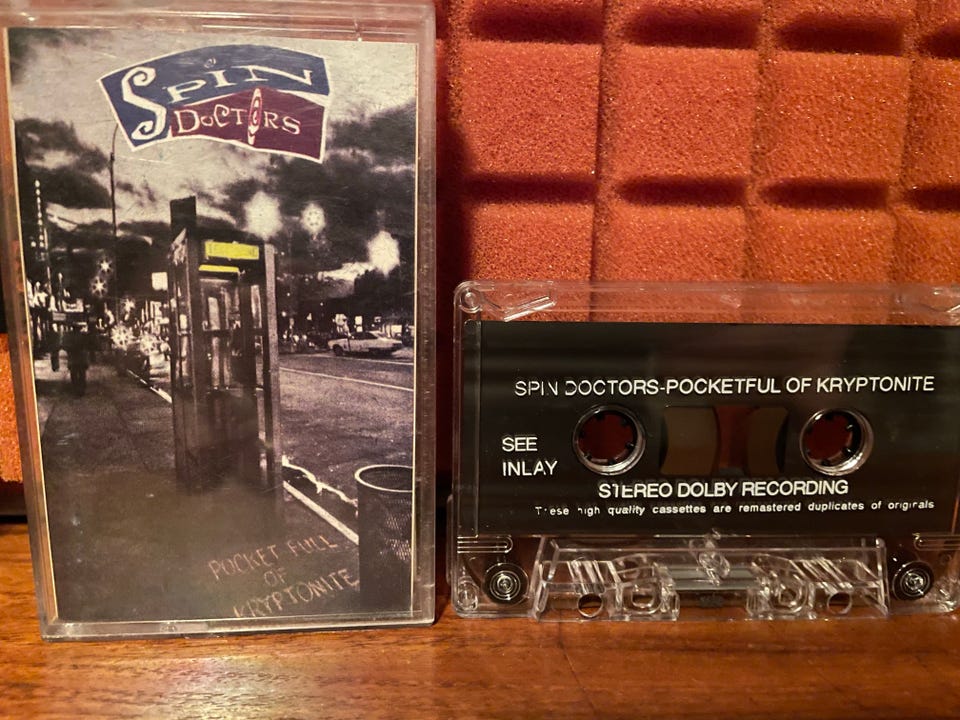 SPIN
DOCTORS
POCKET FULL
OF
KRYPTONITE
SPIN DOCTORS-POCKETFUL OF KRYPTONITE
SEE
INLAY
STEREO DOLBY RECORDING
These high quality cassettes are remastered duplicates of originals